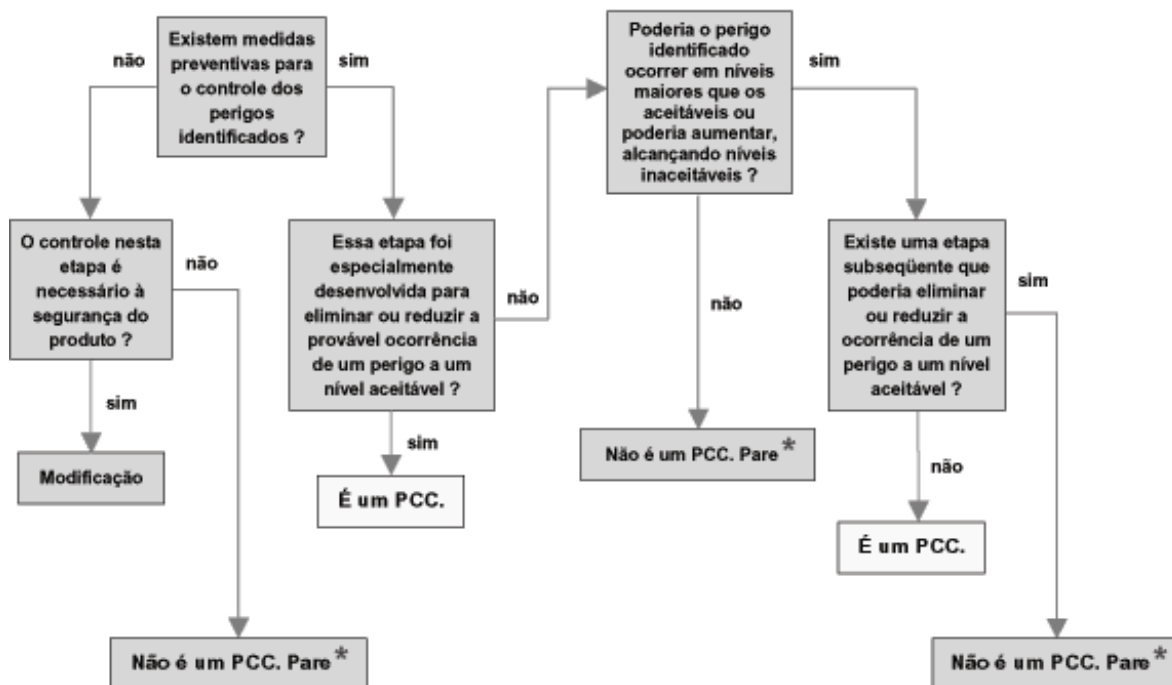 Existem medidas
preventivas para
o controle dos
perigos
identificados ?
não
sim
O controle nesta
etapa é
necessário à
segurança do
produto ?
não
sim
Modificação
Não é um PCC. Pare *
Essa etapa foi
especialmente
desenvolvida para
eliminar ou reduzir a
provável ocorrência
de um perigo a um
nível aceitável ?
não
sim
É um PCC.
Poderia o perigo
identificado
ocorrer em níveis
maiores que os
aceitáveis ou
poderia aumentar,
alcançando níveis
inaceitáveis ?
sim
não
Não é um PCC. Pare *
Existe uma etapa
subseqüente que
poderia eliminar
ou reduzir a
ocorrência de um
perigo a um nível
aceitável ?
sim
não
É um PCC.
Não é um PCC. Pare *